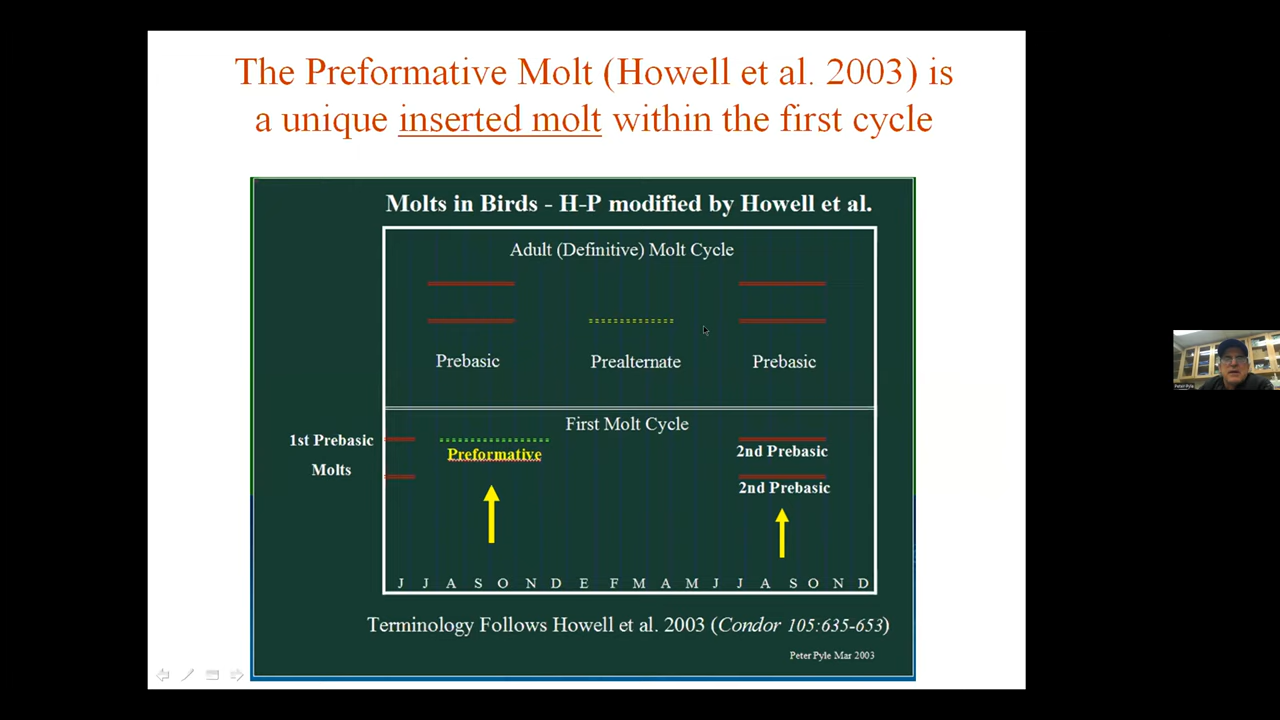 The Preformative Molt (Howell et al. 2003) is
a unique inserted molt within the first cycle
Molts in Birds - H-P modified by Howell et al.
Adult (Definitive) Molt Cycle
Prebasic Prealternate Prebasic
First Molt Cycle
1st Prebasic
Molts
Preformative
2nd Prebasic
2nd Prebasic
J J A S O N D E F M A M J J A S O N D
Terminology Follows Howell et al. 2003 (Condor 105:635-653)
Peter Pyle Mar 2003
Peter Pyle